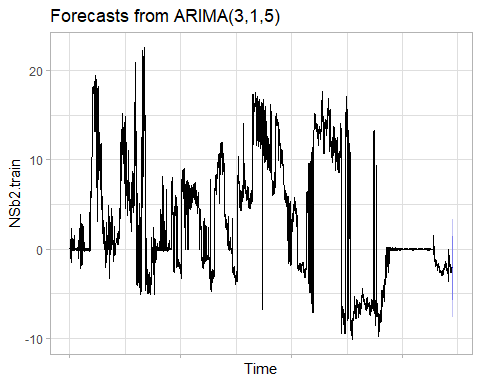 Forecasts from ARIMA(3,1,5)
20
10
0
-10
NSb2.train
Time